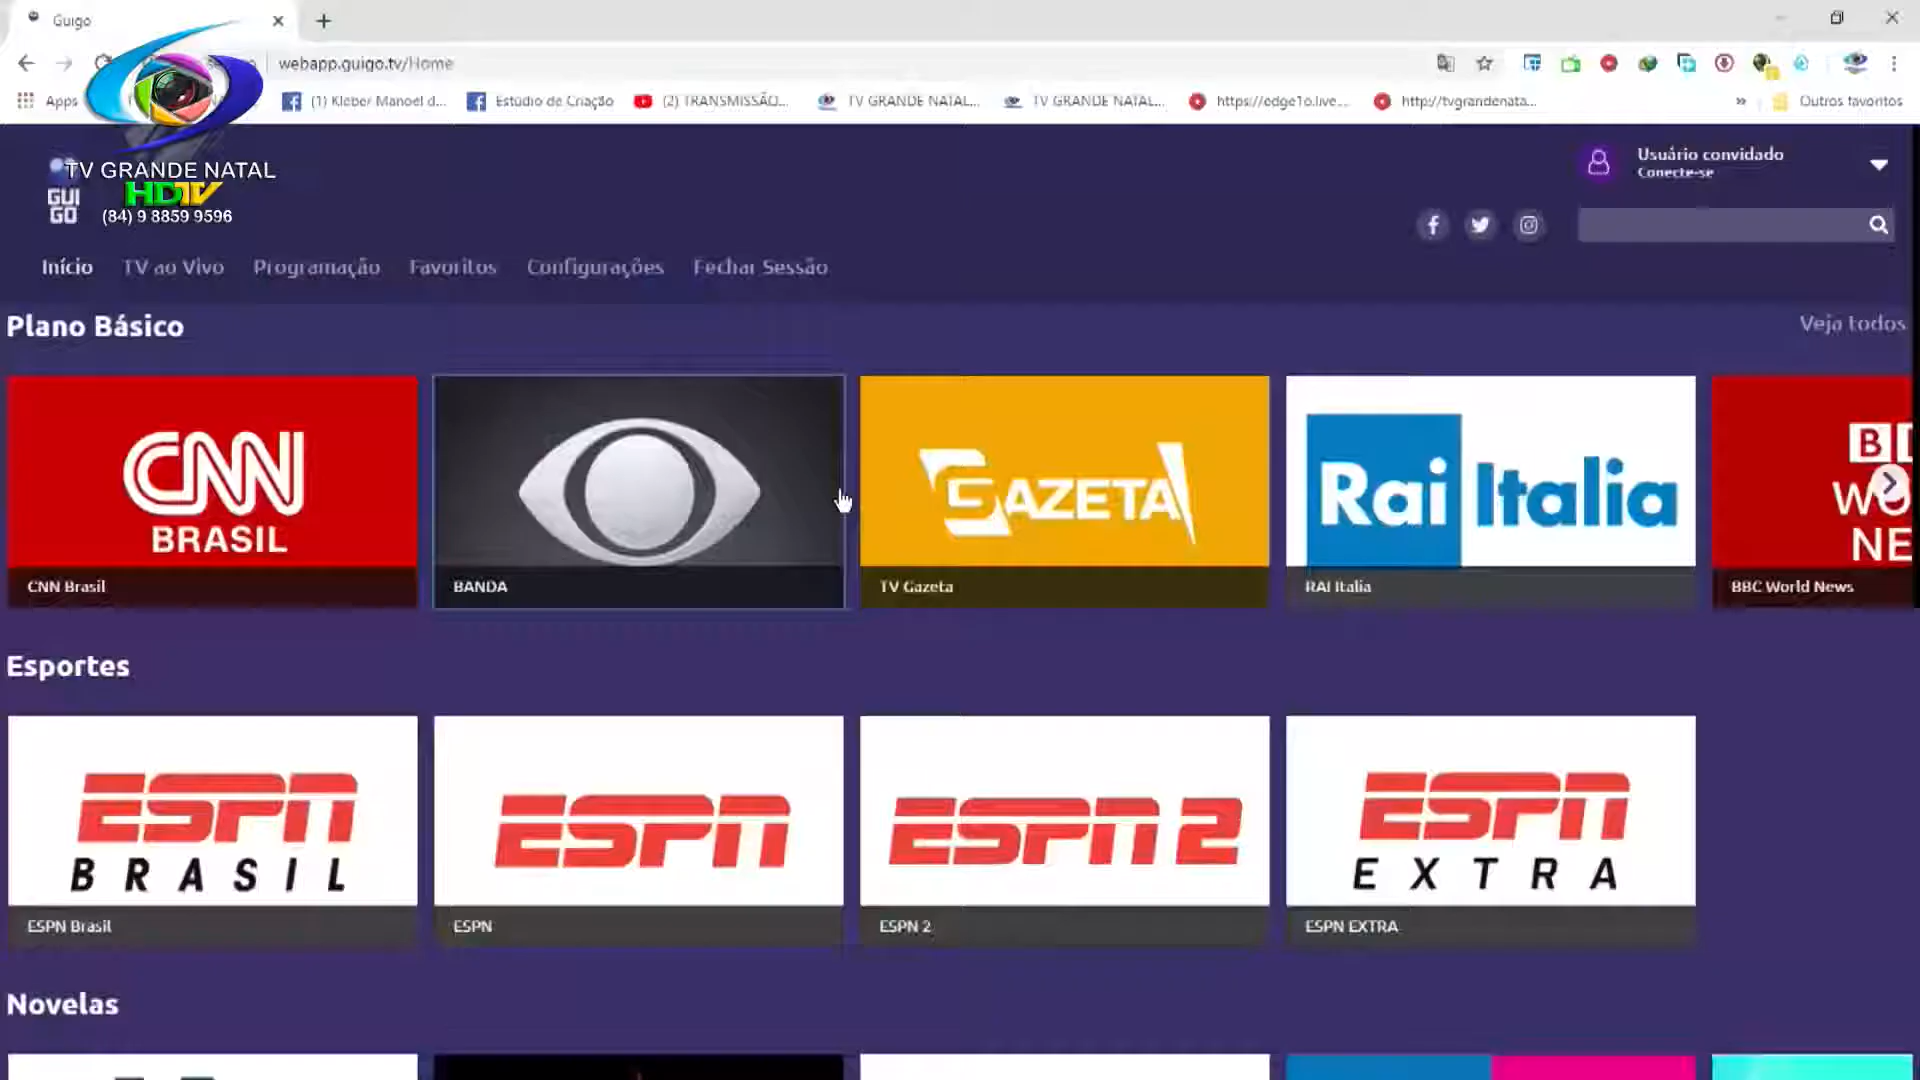 Guigo
webapp.guigo.tv/Home
Apps
(1) Kleber Manoel d...
Estúdio de Criação
(2) TRANSMISSÃO...
TV GRANDE NATAL...
TV GRANDE NATAL...
https://edge1o.live...
http://tvgrandenata...
»
Outros favoritos
TV GRANDE NATAL
HDTV
(84) 9 8859 9596
GUI
GO
Usuário convidado
Conecte-se
Início
TV ao Vivo
Programação
Favoritos
Configurações
Fechar Sessão
Plano Básico
Veja todos
CNN
BRASIL
CNN Brasil
BANDA
GAZETA
TV Gazeta
Rai Italia
RAI Italia
NE
BBC World News
Esportes
ESPN
BRASIL
ESPN Brasil
ESPN
ESPN
ESPN 2
ESPN 2
ESPN
EXTRA
ESPN EXTRA
Novelas